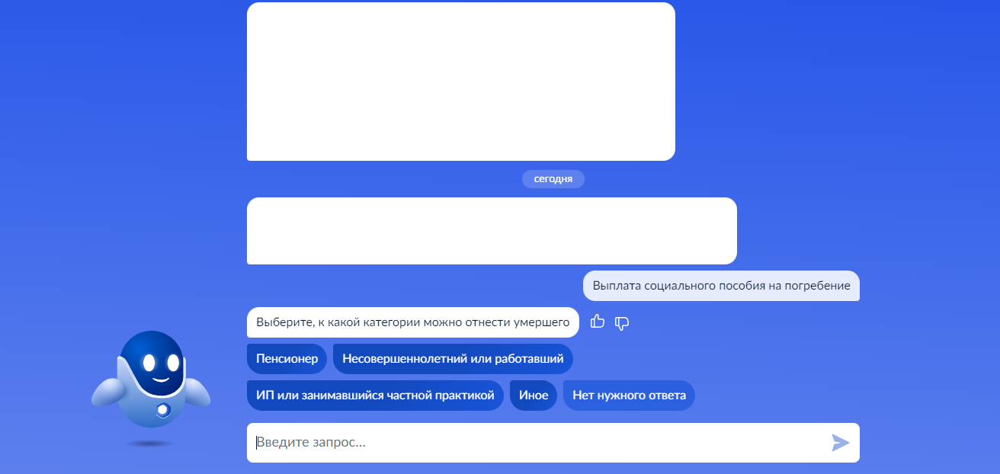 сегодня
Выплата социального пособия на погребение
Выберите, к какой категории можно отнести умершего
Пенсионер
Несовершеннолетний или работавший
ИП или занимавшийся частной практикой
Иное
Нет нужного ответа
Введите запрос...